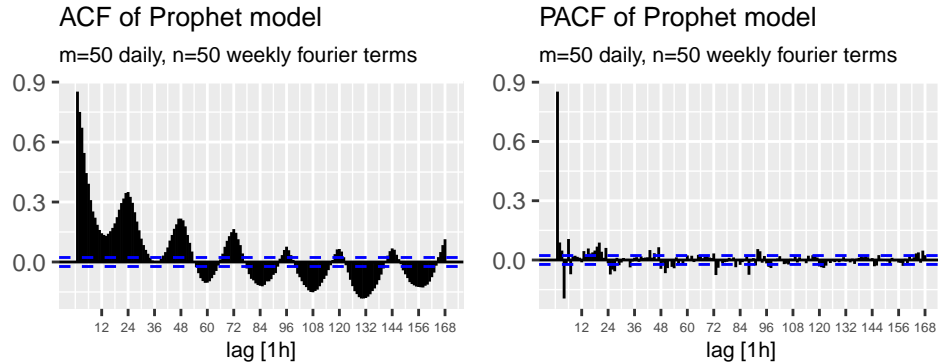 ACF of Prophet model
m=50 daily, n=50 weekly fourier terms
0.9
0.6
0.3
0.0
12 24 36 48 60 72 84 96 108 120 132 144 156 168
lag [1h]
PACF of Prophet model
m=50 daily, n=50 weekly fourier terms
0.9
0.6
0.3
0.0
12 24 36 48 60 72 84 96 108 120 132 144 156 168
lag [1h]